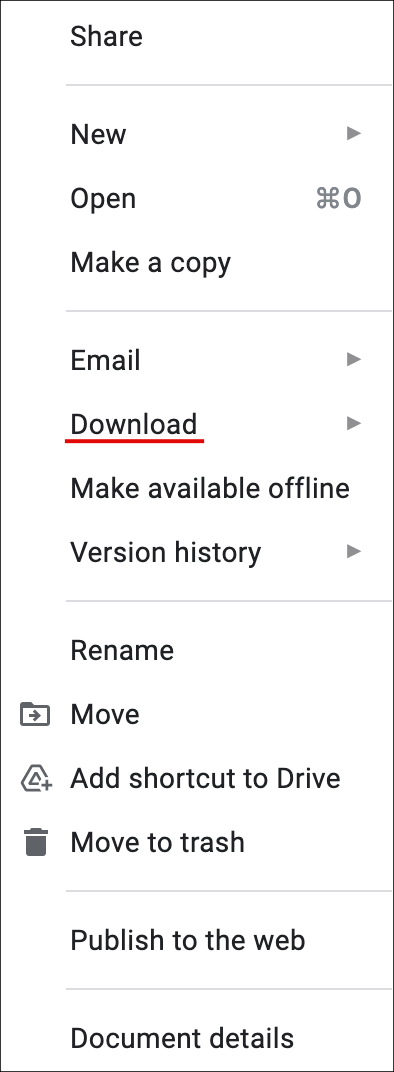 Share
New
Open ⌘O
Make a copy
Email
Download
Make available offline
Version history
Rename
Move
Add shortcut to Drive
Move to trash
Publish to the web
Document details